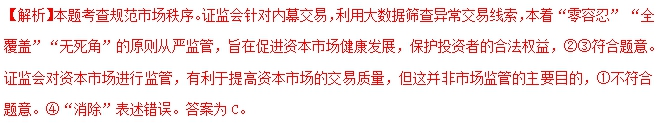 【解析】本题考查规范市场秩序。证监会针对内幕交易，利用大数据筛查异常交易线索，本着“零容忍” “全
覆盖”“无死角”的原则从严监管，旨在促进资本市场健康发展，保护投资者的合法权益，②③符合题意。
证监会对资本市场进行监管，有利于提高资本市场的交易质量，但这并非市场监管的主要目的，①不符合
题意。④“消除”表述错误。答案为 C。